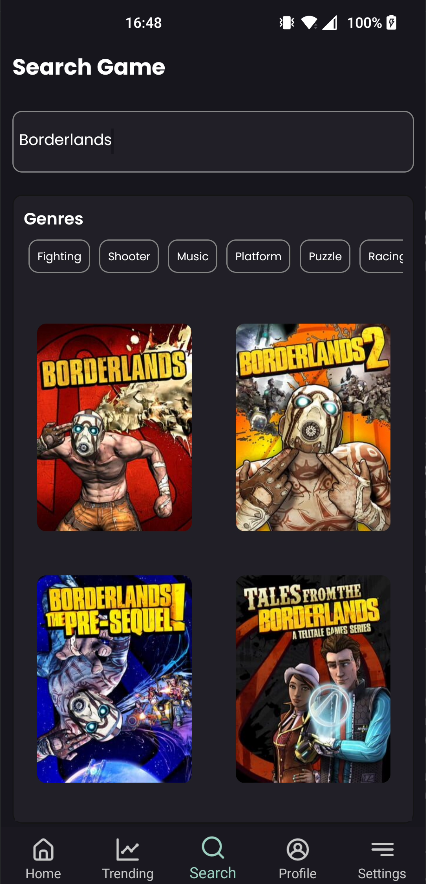 16:48
100%
Search Game
Borderlands
Genres
Fighting
Shooter
Music
Platform
Puzzle
Racing
BORDERLANDS
BORDERLANDS 2
BORDERLANDS
THE PRE-SEQUEL!
TALES FROM THE
BORDERLANDS
A TELLTALE GAMES SERIES
Home
Trending
Search
Profile
Settings